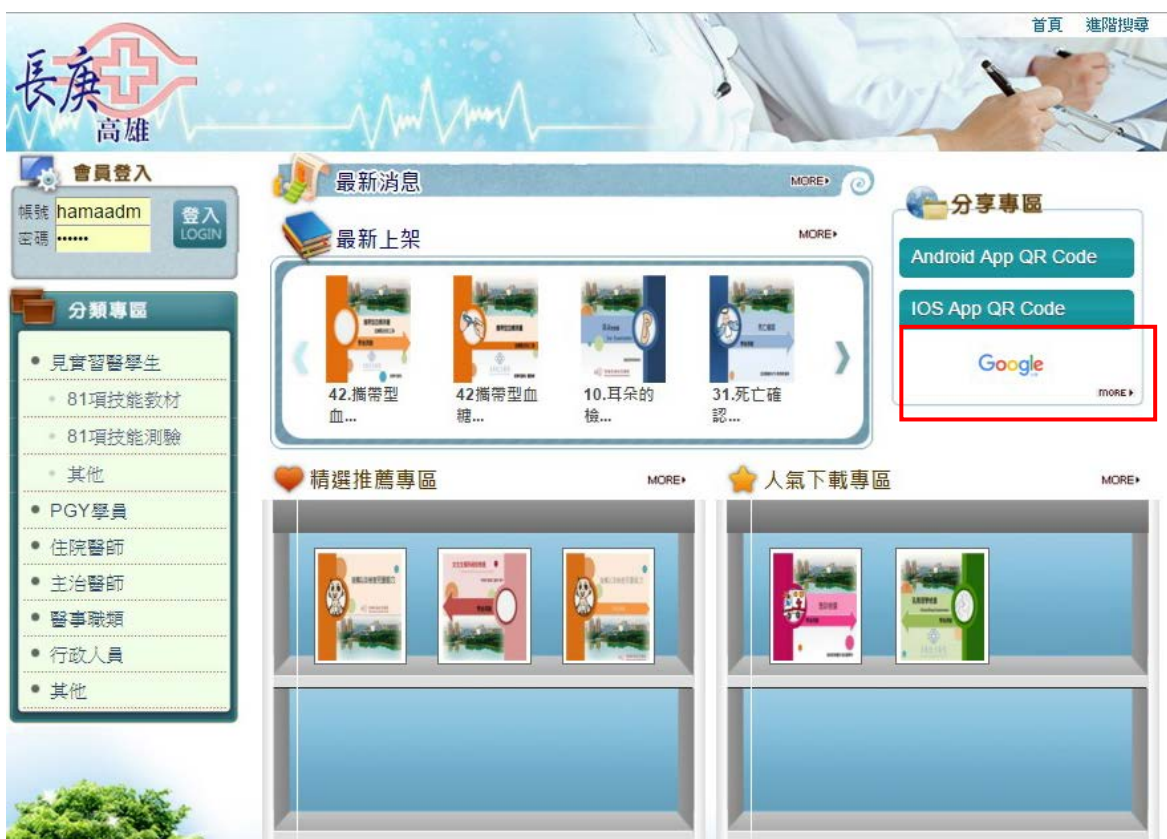 首頁 進階搜尋
長庚
高雄
會員登入
帳號 hamaadm
密碼 ••••••
登入
LOGIN
分類專區
見實習醫學生
81項技能教材
81項技能測驗
其他
PGY學員
住院醫師
主治醫師
醫事職類
行政人員
其他
最新消息 MORE
最新上架 MORE
42.攜帶型血...
42攜帶型血糖...
10.耳朵的檢...
31.死亡確認...
分享專區
Android App QR Code
IOS App QR Code
Google
more
精選推薦專區 MORE
人氣下載專區 MORE